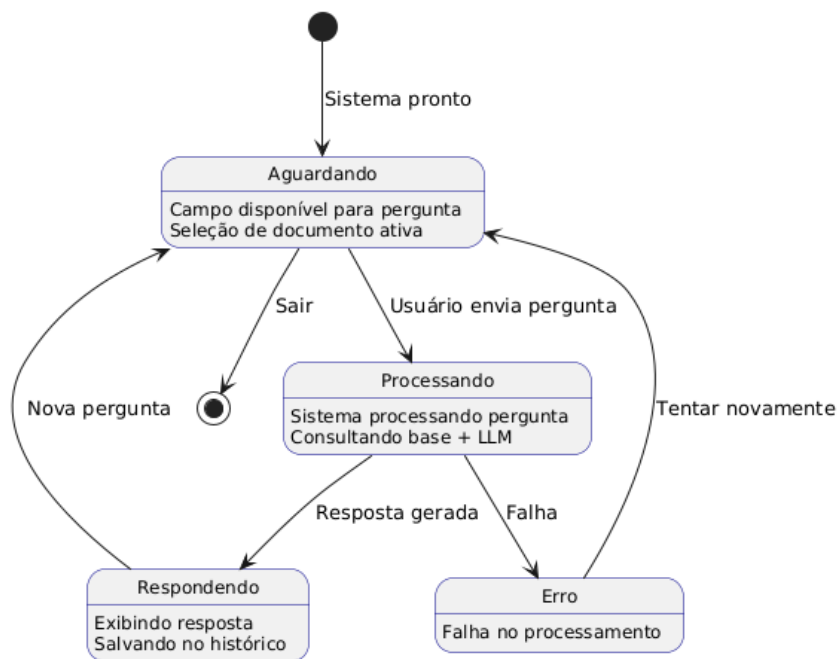 Sistema pronto
Aguardando
Campo disponível para pergunta
Seleção de documento ativa
Sair
Usuário envia pergunta
Processando
Sistema processando pergunta
Consultando base + LLM
Nova pergunta
Tentar novamente
Resposta gerada
Falha
Respondendo
Exibindo resposta
Salvando no histórico
Erro
Falha no processamento